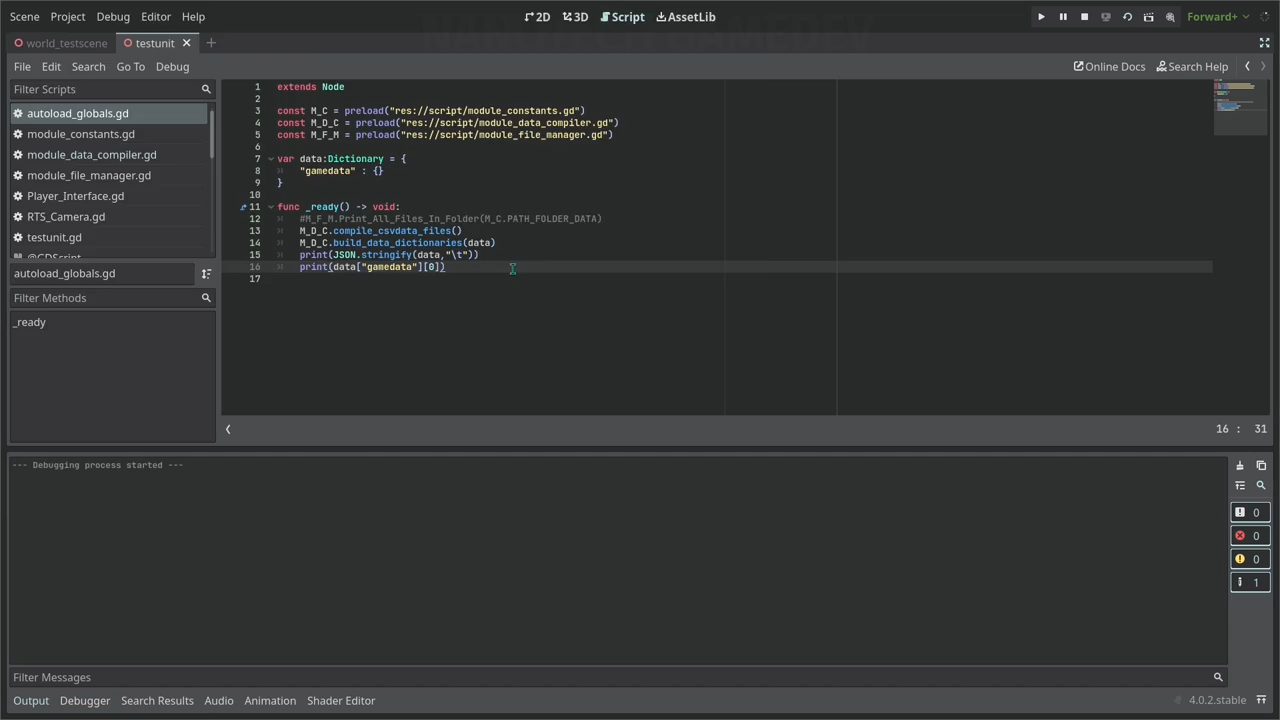 Scene Project Debug Editor Help
2D 3D Script AssetLib
Forward+
world_testscene testunit
File Edit Search Go To Debug
Online Docs Search Help
Filter Scripts
autoload_globals.gd
module_constants.gd
module_data_compiler.gd
module_file_manager.gd
Player_Interface.gd
RTS_Camera.gd
testunit.gd
@GDScript
autoload_globals.gd
Filter Methods
_ready
1 extends Node
2
3 const M_C = preload("res://script/module_constants.gd")
4 const M_D_C = preload("res://script/module_data_compiler.gd")
5 const M_F_M = preload("res://script/module_file_manager.gd")
6
7 var data:Dictionary = {
8 "gamedata" : {}
9 }
10
11 func _ready() -> void:
12 #M_F_M.Print_All_Files_In_Folder(M_C.PATH_FOLDER_DATA)
13 M_D_C.compile_csvdata_files()
14 M_D_C.build_data_dictionaries(data)
15 print(JSON.stringify(data,"\t"))
16 print(data["gamedata"][0])
17
16 : 31
--- Debugging process started ---
0
0
0
1
Filter Messages
Output Debugger Search Results Audio Animation Shader Editor
4.0.2.stable